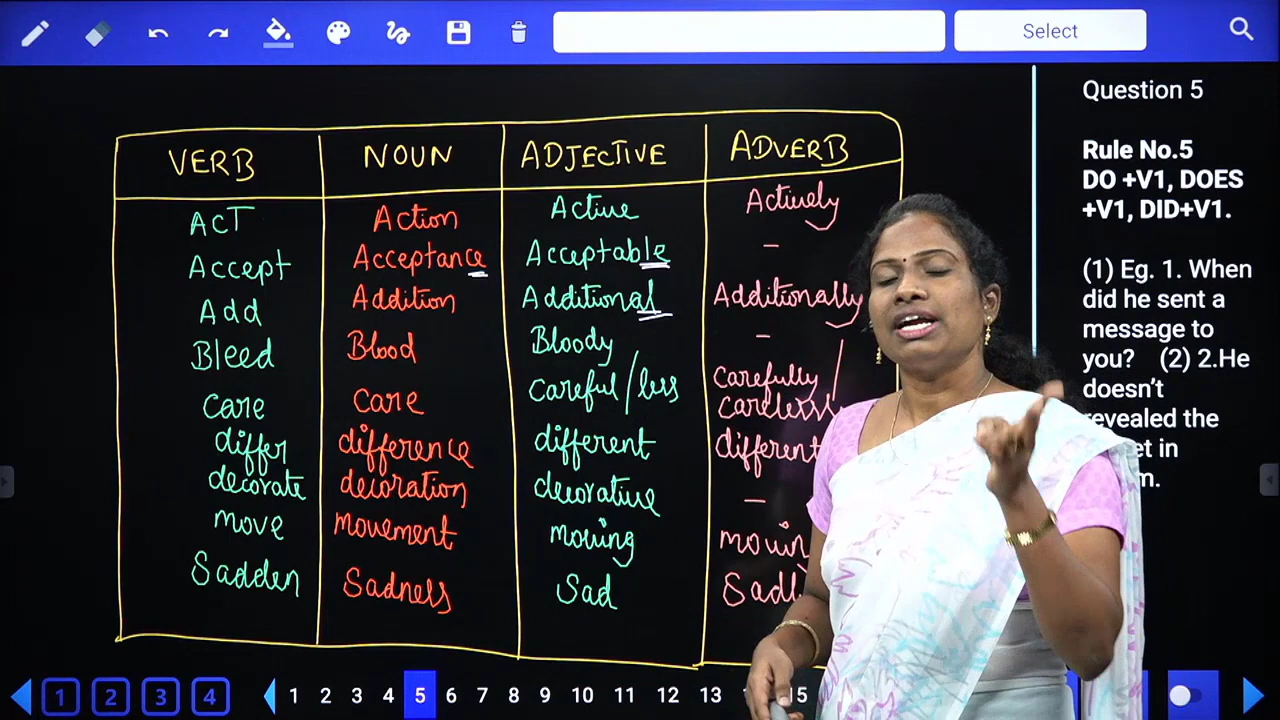 Select
VERB NOUN ADJECTIVE ADVERB
ACT Action Active Actively
Accept Acceptance Acceptable -
Add Addition Additional Additionally
Bleed Blood Bloody -
care care careful/less carefully/
differ difference different
decorate decoration decorative -
move movement moving
Sadden Sadness Sad
Question 5
Rule No.5
DO +V1, DOES
+V1, DID+V1.
(1) Eg. 1. When
did he sent a
message to
you? (2) 2.He
doesn't
revealed the
in
1 2 3 4 1 2 3 4 5 6 7 8 9 10 11 12 13 15